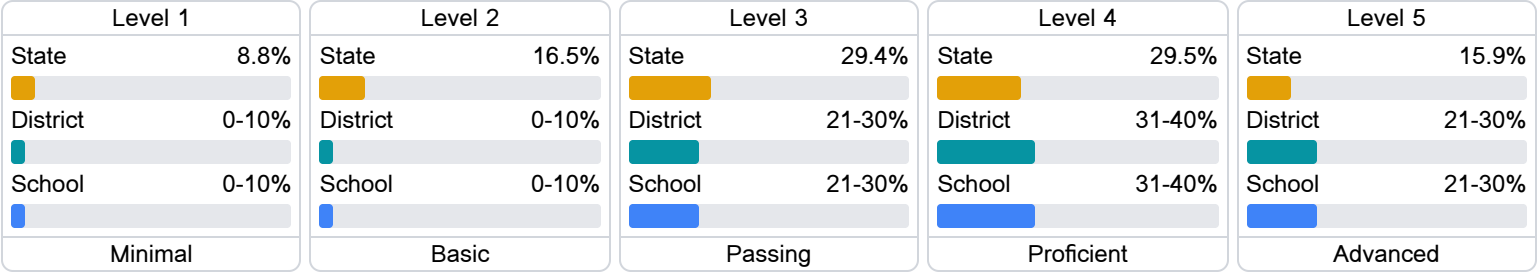 Level 1
State 8.8%
District 0-10%
School 0-10%
Minimal
Level 2
State 16.5%
District 0-10%
School 0-10%
Basic
Level 3
State 29.4%
District 21-30%
School 21-30%
Passing
Level 4
State 29.5%
District 31-40%
School 31-40%
Proficient
Level 5
State 15.9%
District 21-30%
School 21-30%
Advanced